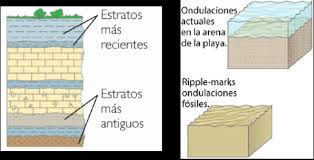 Estratos
más
recientes
Estratos
más
antiguos
Ondulaciones
actuales
en la arena
de la playa.
Ripple-marks
ondulaciones
fósiles.